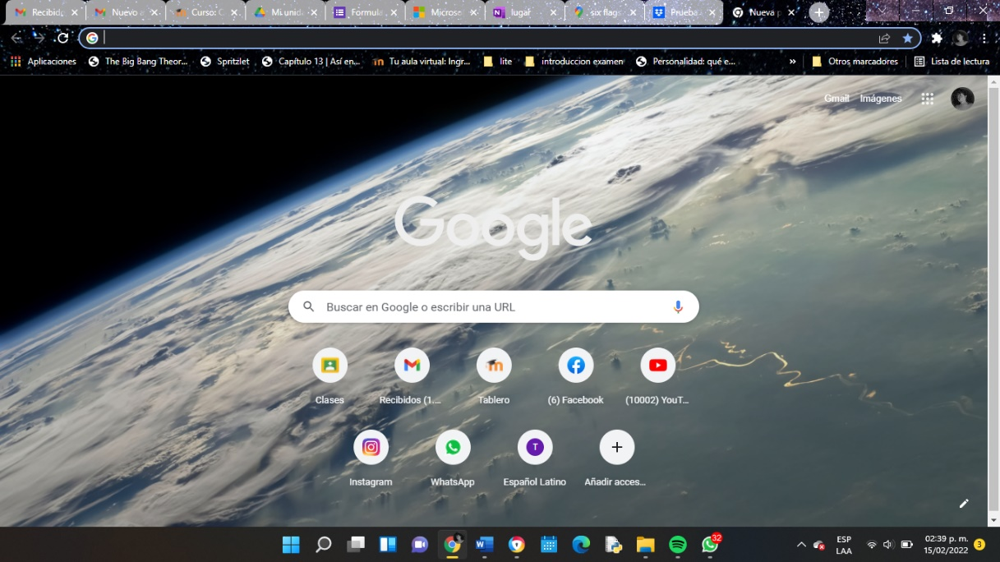 Recibido
Nuevo a
Curso: C
Mi unid
Formula
Microso
lugar
six flags
Prueba
Nueva p
Aplicaciones
The Big Bang Theor...
Spritzlet
Capítulo 13 | Así en...
Tu aula virtual: Ingr...
lite
introduccion examen
Personalidad: qué e...
»
Otros marcadores
Lista de lectura
Gmail
Imágenes
Google
Buscar en Google o escribir una URL
Clases
Recibidos (1....
Tablero
(6) Facebook
(10002) YouT...
T
Instagram
WhatsApp
Español Latino
Añadir acces...
32
ESP
LAA
02:39 p. m.
15/02/2022
3